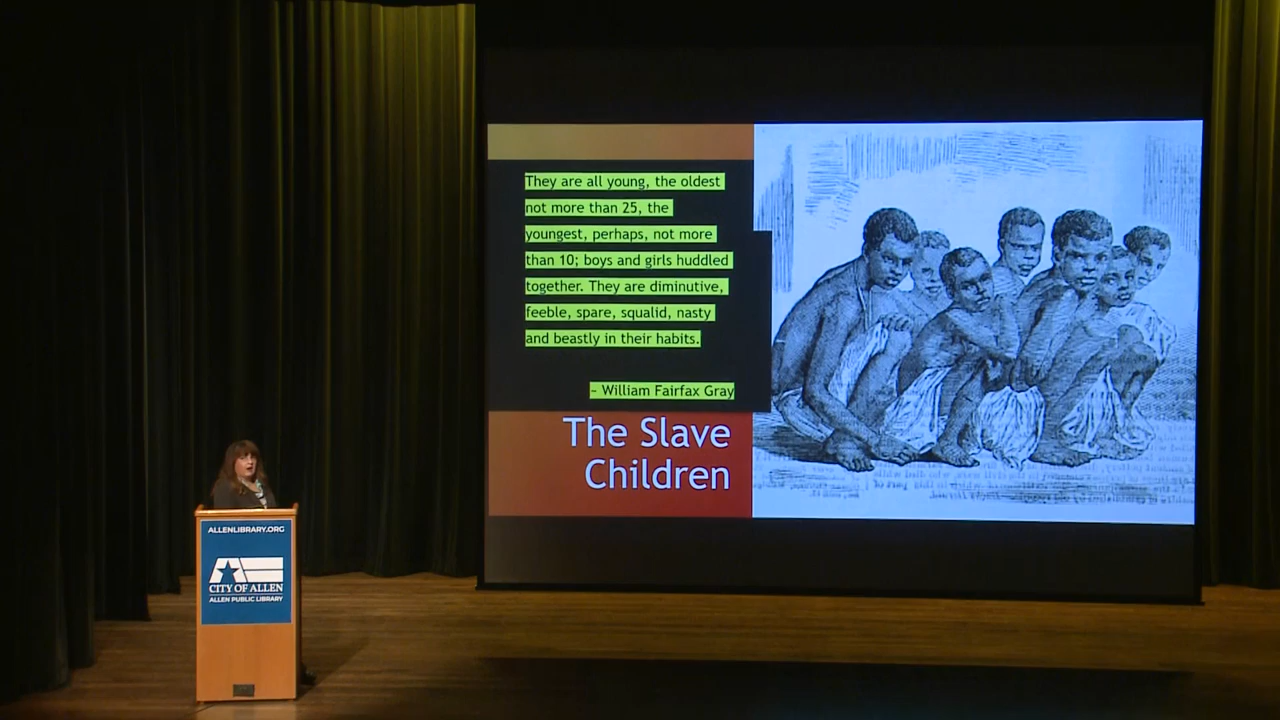 They are all young, the oldest
not more than 25, the
youngest, perhaps, not more
than 10; boys and girls huddled
together. They are diminutive,
feeble, spare, squalid, nasty
and beastly in their habits.
– William Fairfax Gray
The Slave
Children
ALLENLIBRARY.ORG
CITY OF ALLEN
ALLEN PUBLIC LIBRARY